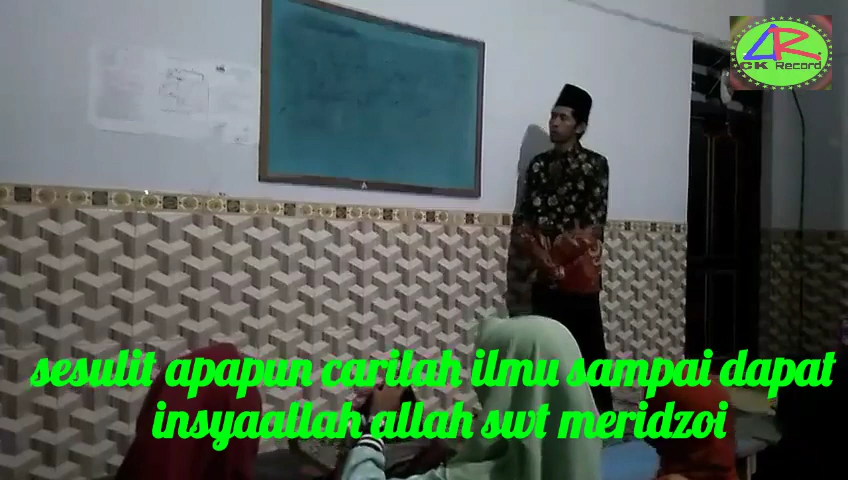 CK Record
sesulit apapun carilah ilmu sampai dapat
insyaallah allah swt meridzoi